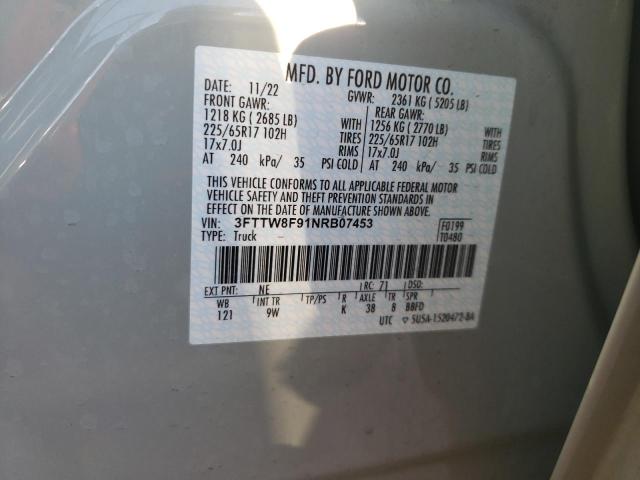 MFD. BY FORD MOTOR CO.
DATE: 11/22 GVWR: 2361 KG ( 5205 LB)
FRONT GAWR: REAR GAWR:
1218 KG ( 2685 LB) WITH 1256 KG ( 2770 LB) WITH
225/65R17 102H TIRES 225/65R17 102H TIRES
17x7.0J RIMS 17x7.0J RIMS
AT 240 kPa/ 35 PSI COLD AT 240 kPa/ 35 PSI COLD
THIS VEHICLE CONFORMS TO ALL APPLICABLE FEDERAL MOTOR
VEHICLE SAFETY AND THEFT PREVENTION STANDARDS IN
EFFECT ON THE DATE OF MANUFACTURE SHOWN ABOVE.
VIN: 3FTTW8F91NRB07453 F0199
TYPE: Truck T0480
EXT PNT: NE RC: 71 DSO:
WB INT TR TP/PS R AXLE TR SPR
121 9W K 38 8 BBFD
UTC ▽ 5U5A-1520472-BA